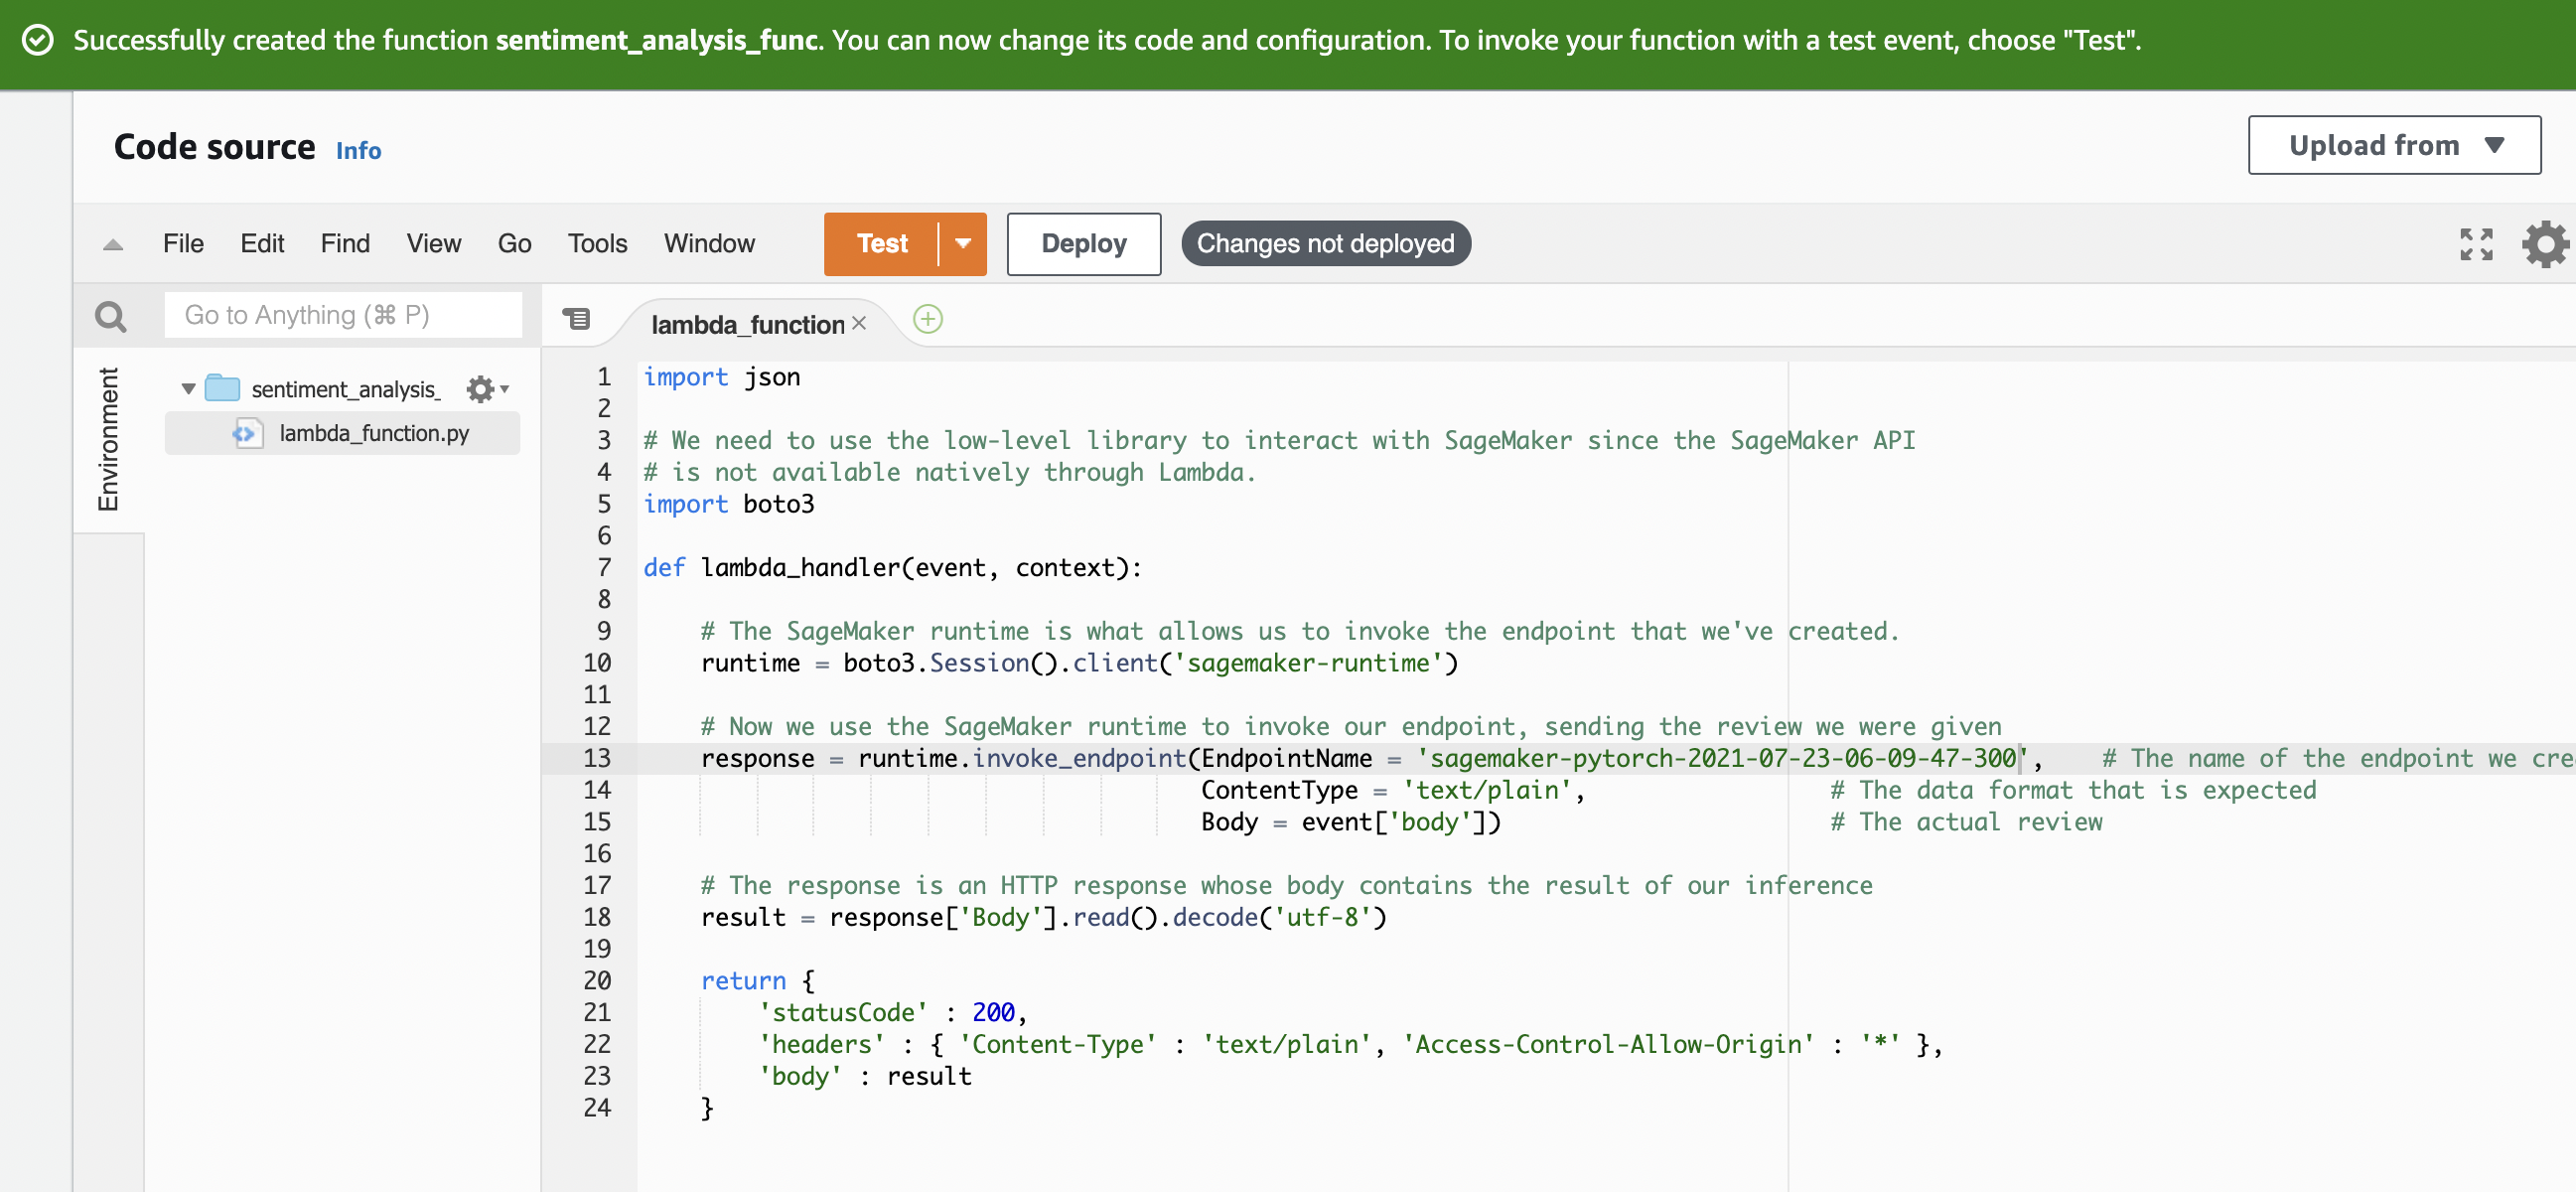 Successfully created the function sentiment_analysis_func. You can now change its code and configuration. To invoke your function with a test event, choose "Test".
Code source Info
Upload from
File Edit Find View Go Tools Window Test Deploy Changes not deployed
Go to Anything (⌘ P)
lambda_function
Environment
sentiment_analysis_
lambda_function.py
1 import json
2
3 # We need to use the low-level library to interact with SageMaker since the SageMaker API
4 # is not available natively through Lambda.
5 import boto3
6
7 def lambda_handler(event, context):
8
9 # The SageMaker runtime is what allows us to invoke the endpoint that we've created.
10 runtime = boto3.Session().client('sagemaker-runtime')
11
12 # Now we use the SageMaker runtime to invoke our endpoint, sending the review we were given
13 response = runtime.invoke_endpoint(EndpointName = 'sagemaker-pytorch-2021-07-23-06-09-47-300', # The name of the endpoint we cre
14 ContentType = 'text/plain', # The data format that is expected
15 Body = event['body']) # The actual review
16
17 # The response is an HTTP response whose body contains the result of our inference
18 result = response['Body'].read().decode('utf-8')
19
20 return {
21 'statusCode' : 200,
22 'headers' : { 'Content-Type' : 'text/plain', 'Access-Control-Allow-Origin' : '*' },
23 'body' : result
24 }